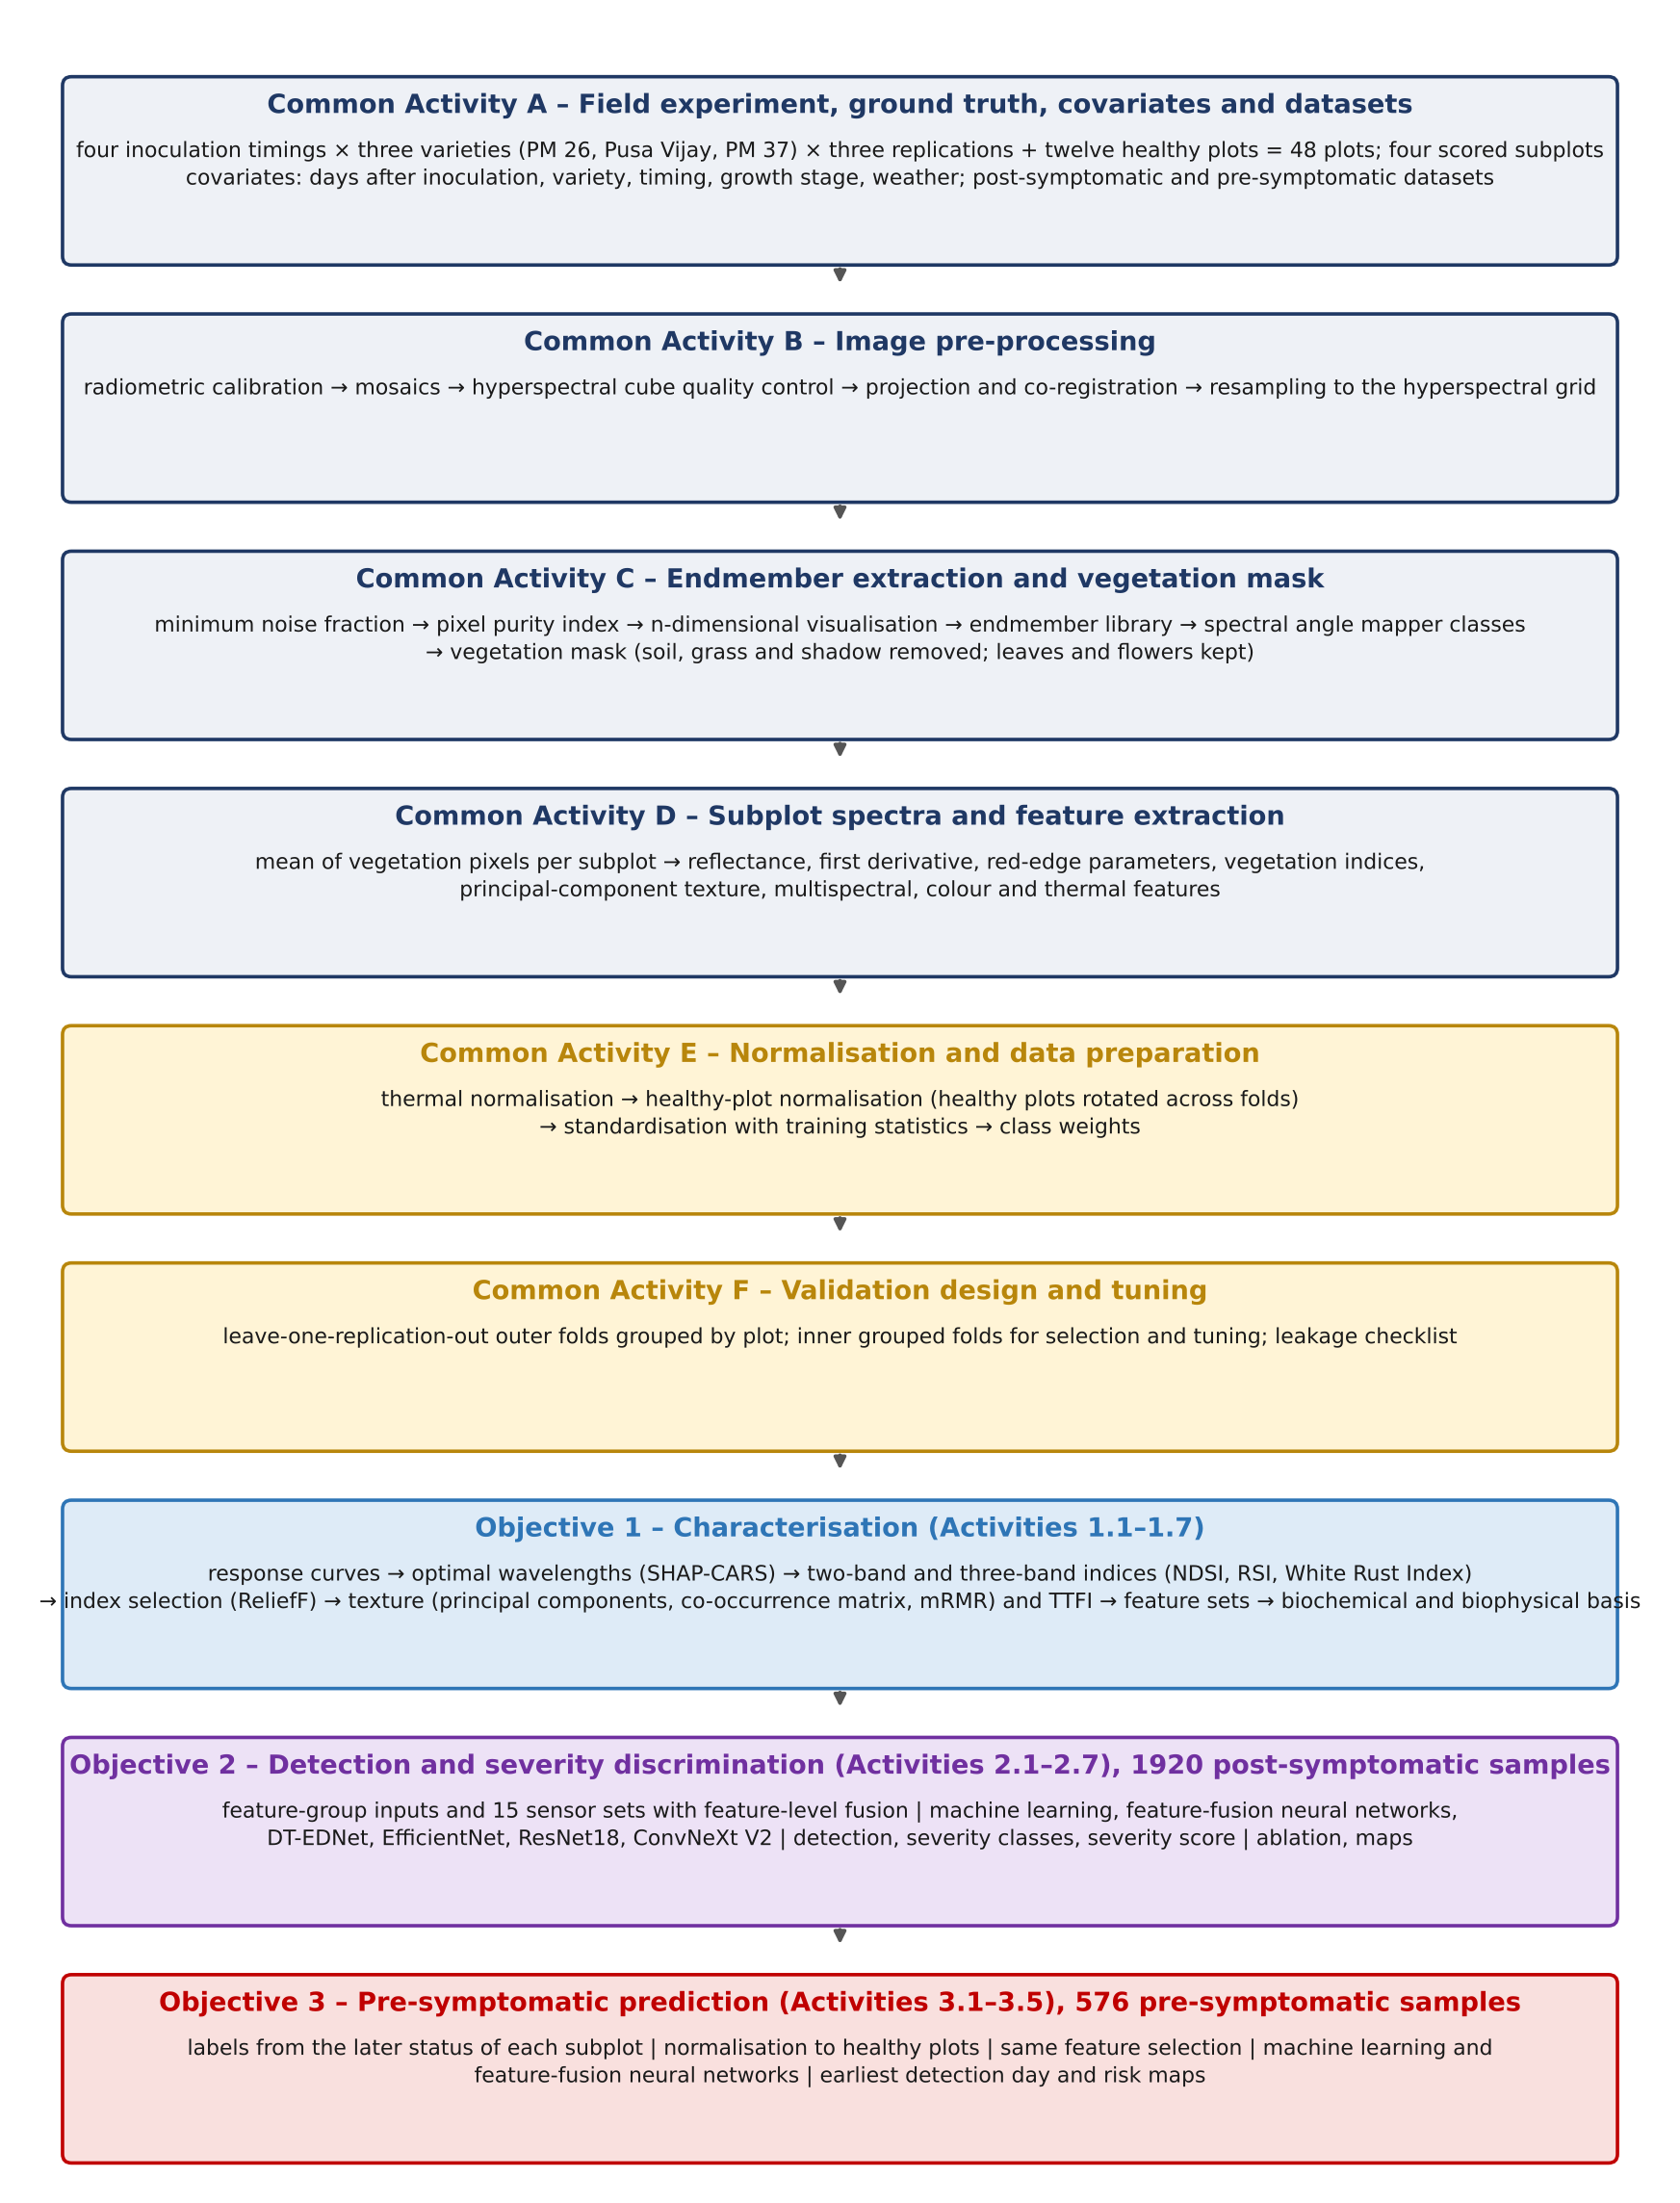 Common Activity A – Field experiment, ground truth, covariates and datasets
four inoculation timings × three varieties (PM 26, Pusa Vijay, PM 37) × three replications + twelve healthy plots = 48 plots; four scored subplots
covariates: days after inoculation, variety, timing, growth stage, weather; post-symptomatic and pre-symptomatic datasets
Common Activity B – Image pre-processing
radiometric calibration → mosaics → hyperspectral cube quality control → projection and co-registration → resampling to the hyperspectral grid
Common Activity C – Endmember extraction and vegetation mask
minimum noise fraction → pixel purity index → n-dimensional visualisation → endmember library → spectral angle mapper classes
→ vegetation mask (soil, grass and shadow removed; leaves and flowers kept)
Common Activity D – Subplot spectra and feature extraction
mean of vegetation pixels per subplot → reflectance, first derivative, red-edge parameters, vegetation indices,
principal-component texture, multispectral, colour and thermal features
Common Activity E – Normalisation and data preparation
thermal normalisation → healthy-plot normalisation (healthy plots rotated across folds)
→ standardisation with training statistics → class weights
Common Activity F – Validation design and tuning
leave-one-replication-out outer folds grouped by plot; inner grouped folds for selection and tuning; leakage checklist
Objective 1 – Characterisation (Activities 1.1–1.7)
response curves → optimal wavelengths (SHAP-CARS) → two-band and three-band indices (NDSI, RSI, White Rust Index)
→ index selection (ReliefF) → texture (principal components, co-occurrence matrix, mRMR) and TTFI → feature sets → biochemical and biophysical basis
Objective 2 – Detection and severity discrimination (Activities 2.1–2.7), 1920 post-symptomatic samples
feature-group inputs and 15 sensor sets with feature-level fusion | machine learning, feature-fusion neural networks,
DT-EDNet, EfficientNet, ResNet18, ConvNeXt V2 | detection, severity classes, severity score | ablation, maps
Objective 3 – Pre-symptomatic prediction (Activities 3.1–3.5), 576 pre-symptomatic samples
labels from the later status of each subplot | normalisation to healthy plots | same feature selection | machine learning and
feature-fusion neural networks | earliest detection day and risk maps